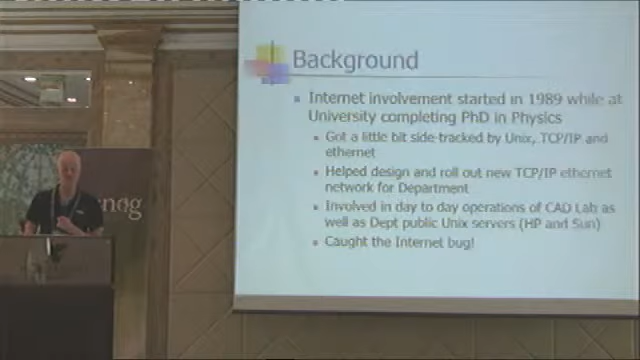 Background
Internet involvement started in 1989 while at
University completing PhD in Physics
Got a little bit side-tracked by Unix, TCP/IP and
ethernet
Helped design and roll out new TCP/IP ethernet
network for Department
Involved in day to day operations of CAD Lab as
well as Dept public Unix servers (HP and Sun)
Caught the Internet bug!
nog